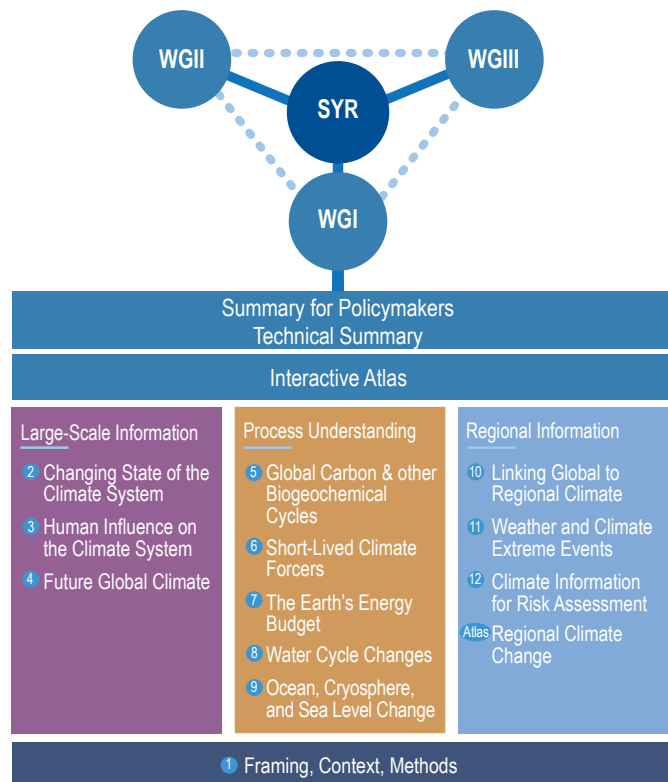 WGII
WGIII
SYR
WGI
Summary for Policymakers
Technical Summary
Interactive Atlas
Large-Scale Information
2 Changing State of the
Climate System
3 Human Influence on
the Climate System
4 Future Global Climate
Process Understanding
5 Global Carbon & other
Biogeochemical
Cycles
6 Short-Lived Climate
Forcers
7 The Earth's Energy
Budget
8 Water Cycle Changes
9 Ocean, Cryosphere,
and Sea Level Change
Regional Information
10 Linking Global to
Regional Climate
11 Weather and Climate
Extreme Events
12 Climate Information
for Risk Assessment
Atlas Regional Climate
Change
1 Framing, Context, Methods